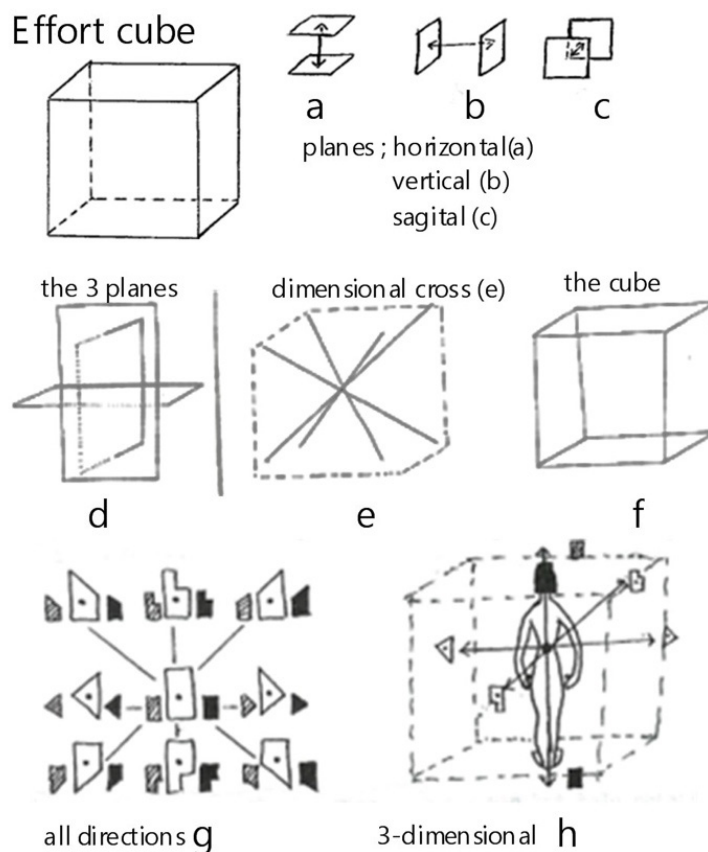 Effort cube
a
b
c
planes ; horizontal(a)
vertical (b)
sagital (c)
the 3 planes
dimensional cross (e)
the cube
d
e
f
all directions g
3-dimensional h